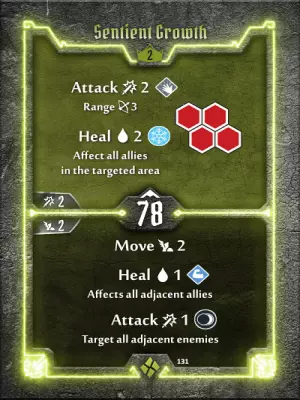 Sentient Growth
2
Attack 2
Range 3
Heal 2
Affect all allies
in the targeted area
2
78
2
Move 2
Heal 1
Affects all adjacent allies
Attack 1
Target all adjacent enemies
131